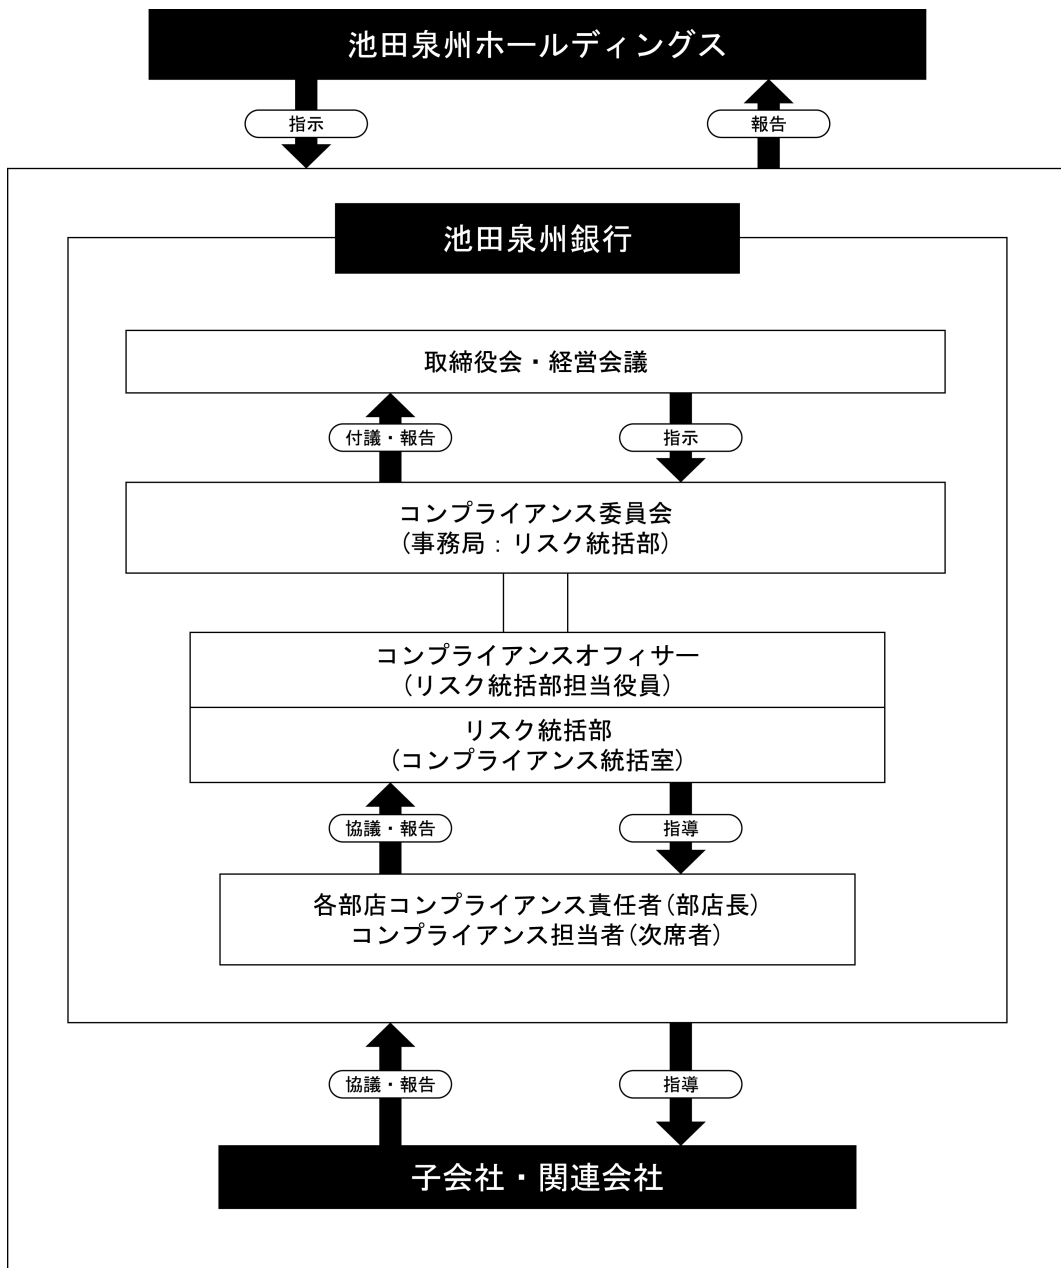 池田泉州ホールディングス
指示
報告
池田泉州銀行
取締役会・経営会議
付議・報告
指示
コンプライアンス委員会
(事務局：リスク統括部)
コンプライアンスオフィサー
(リスク統括部担当役員)
リスク統括部
(コンプライアンス統括室)
協議・報告
指導
各部店コンプライアンス責任者(部店長)
コンプライアンス担当者(次席者)
協議・報告
指導
子会社・関連会社